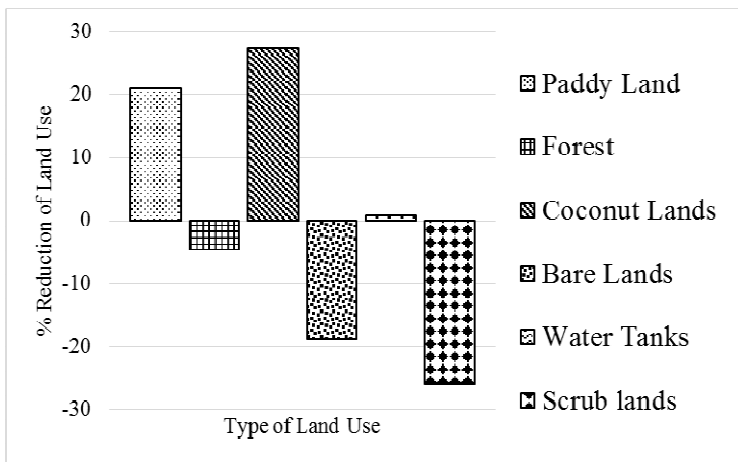 30
20
10
0
-10
-20
-30
% Reduction of Land Use
Type of Land Use
Paddy Land
Forest
Coconut Lands
Bare Lands
Water Tanks
Scrub lands